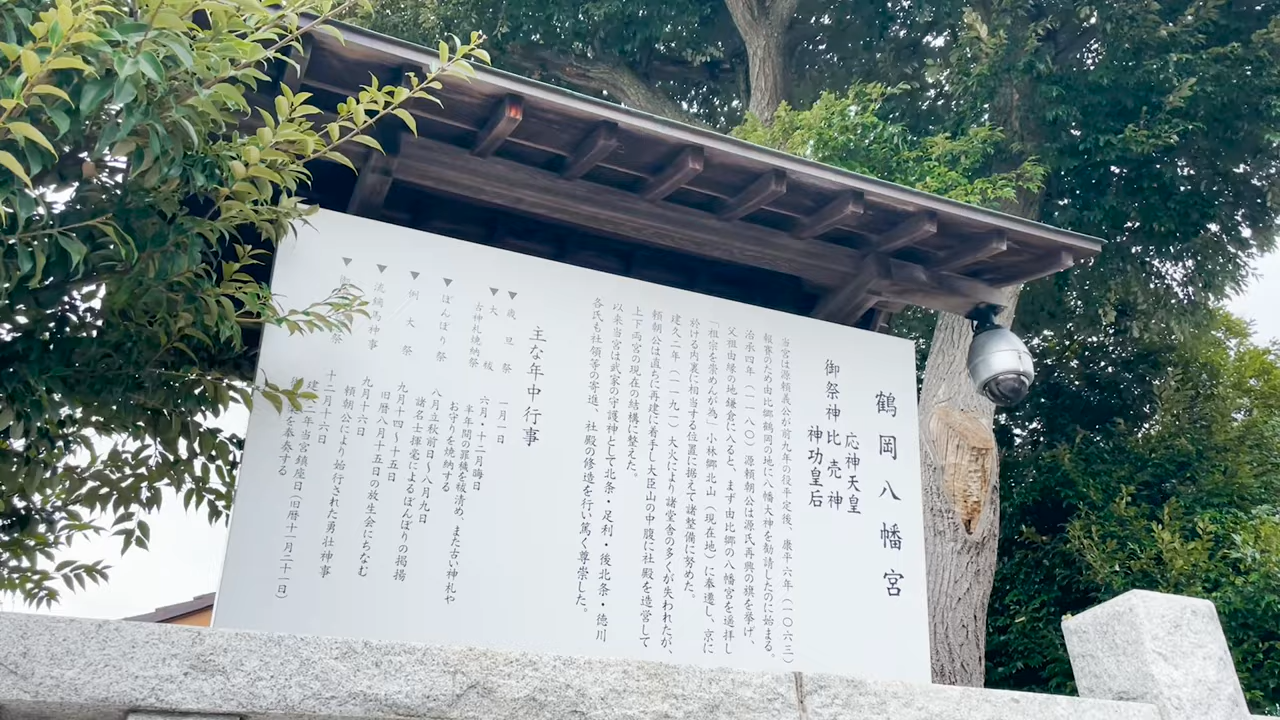 鶴岡八幡宮
応神天皇
御祭神 比売神
神功皇后
当宮は源頼義公が前九年の役平定後、康平六年(一〇六三)
報賽のため由比郷鶴岡の地に八幡大神を勧請したのに始まる。
治承四年(一一八〇)源頼朝公は源氏再興の旗を挙げ、
父祖由縁の地鎌倉に入ると、まず由比郷の八幡宮を遥拝し
「祖宗を崇めんが為」小林郷北山(現在地)に奉遷し、京に
於ける内裏に相当する位置に据えて諸整備に努めた。
建久二年(一一九一)大火により諸堂舎の多くが失われたが、
頼朝公は直ちに再建に着手し大臣山の中腹に社殿を造営して
上下両宮の現在の結構に整えた。
以来当宮は武家の守護神として北条・足利・後北条・徳川
各氏も社領等の寄進、社殿の修造を行い篤く尊崇した。
主な年中行事
▼歳旦祭 一月一日
▼大祓 六月・十二月晦日
古神札焼納祭 半年間の罪穢を祓清め、また古い神札や
お守りを焼納する
▼ぼんぼり祭 八月立秋前日〜八月九日
諸名士揮毫によるぼんぼりの掲揚
▼例大祭 九月十四〜十五日
旧暦八月十五日の放生会にちなむ
▼流鏑馬神事 九月十六日
頼朝公により始行された勇壮神事
▼御 祭 十二月十六日
建 二年当宮鎮座日(旧暦十一月二十一日)
を奉奏する